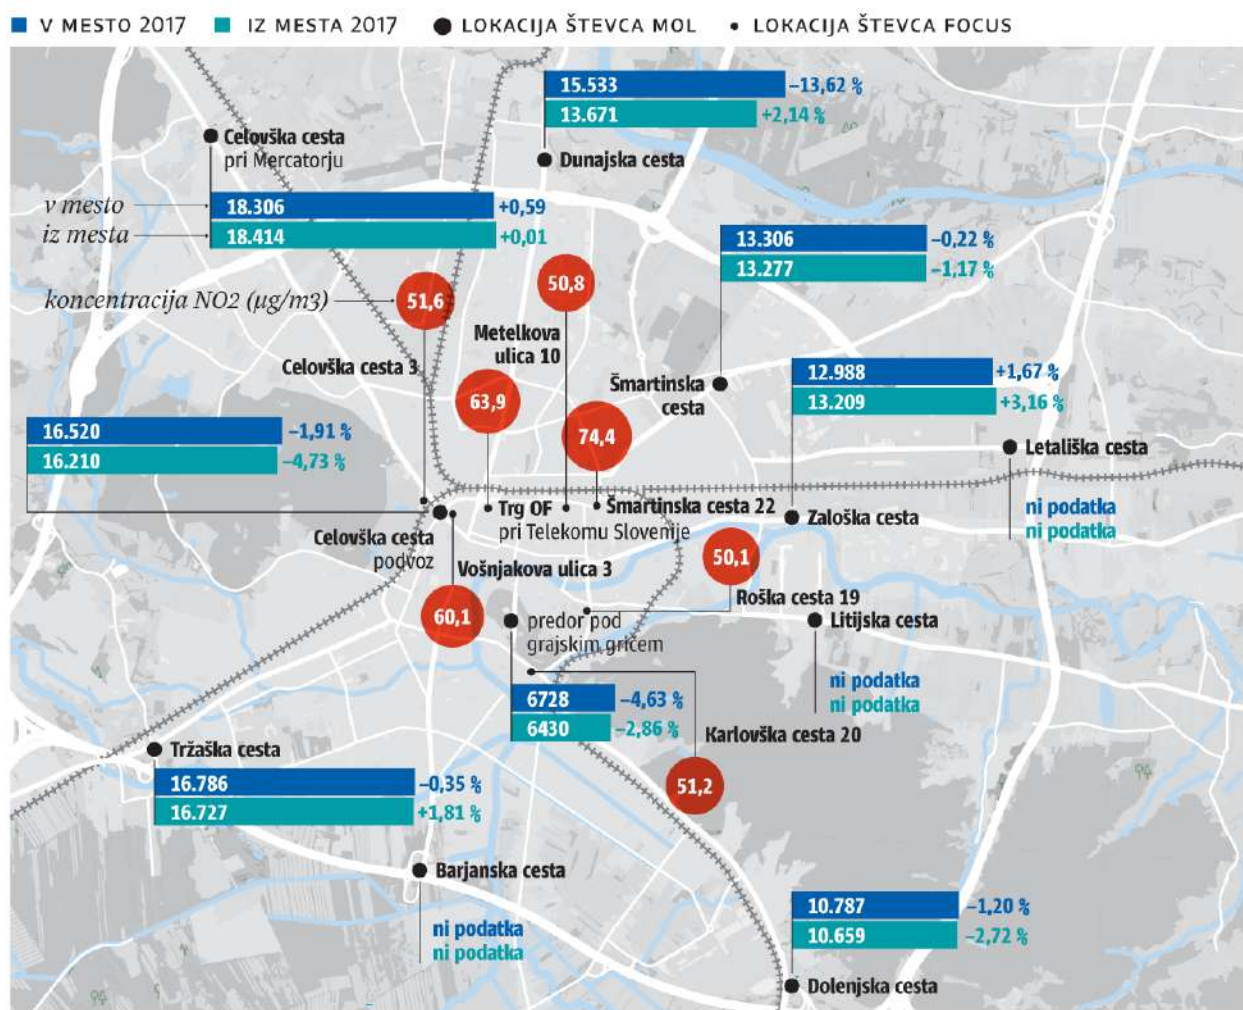 V MESTO 2017
IZ MESTA 2017
LOKACIJA ŠTEVCA MOL
LOKACIJA ŠTEVCA FOCUS
15.533
–13,62 %
13.671
+2,14 %
Dunajska cesta
Celovška cesta
pri Mercatorju
v mesto
18.306
+0,59
iz mesta
18.414
+0,01
13.306
–0,22 %
13.277
–1,17 %
koncentracija NO2 (µg/m3)
51,6
50,8
Metelkova
ulica 10
Celovška cesta 3
63,9
74,4
Šmartinska
cesta
12.988
+1,67 %
13.209
+3,16 %
16.520
–1,91 %
16.210
–4,73 %
Letališka cesta
ni podatka
ni podatka
Trg OF
pri Telekomu Slovenije
Šmartinska cesta 22
Zaloška cesta
Celovška cesta
podvoz
Vošnjakova ulica 3
60,1
50,1
Roška cesta 19
predor pod
grajskim gričem
Litijska cesta
ni podatka
ni podatka
6728
–4,63 %
6430
–2,86 %
Karlovška cesta 20
51,2
Tržaška cesta
16.786
–0,35 %
16.727
+1,81 %
Barjanska cesta
ni podatka
ni podatka
10.787
–1,20 %
10.659
–2,72 %
Dolenjska cesta